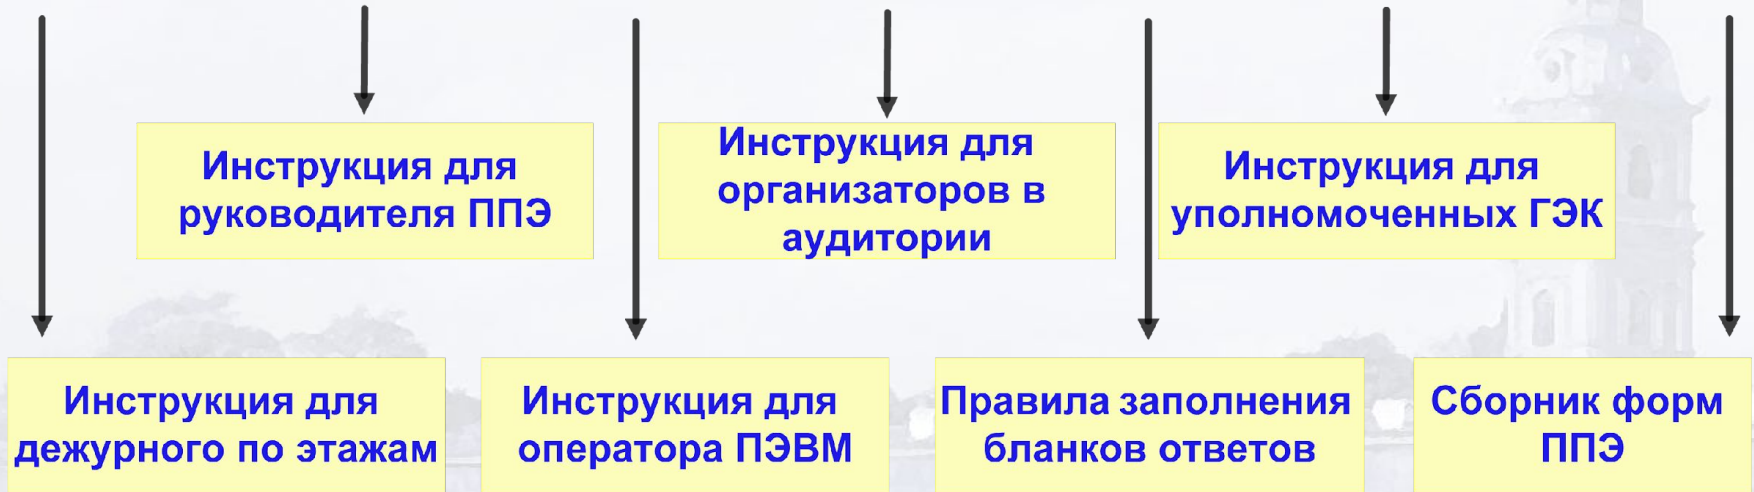 Инструкция для
руководителя ППЭ
Инструкция для
организаторов в
аудитории
Инструкция для
уполномоченных ГЭК
Инструкция для
дежурного по этажам
Инструкция для
оператора ПЭВМ
Правила заполнения
бланков ответов
Сборник форм
ППЭ